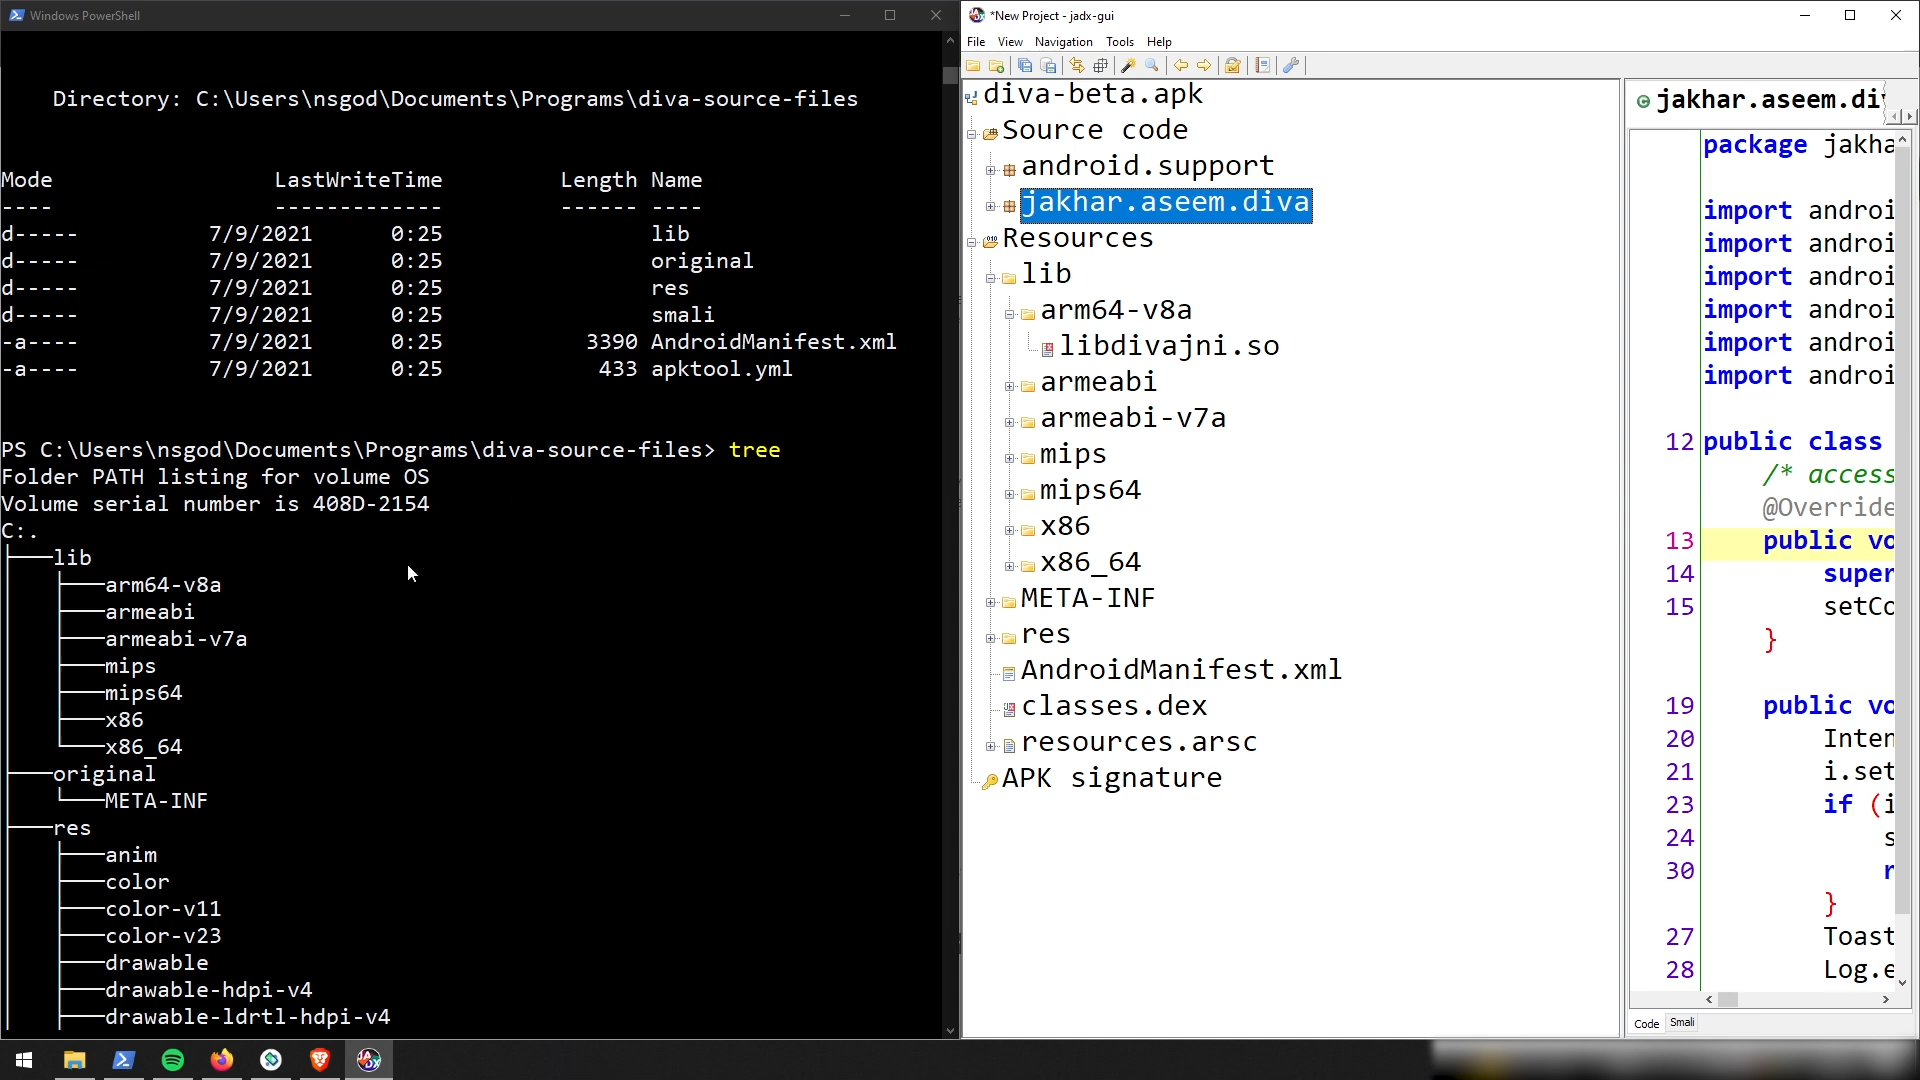 Windows PowerShell
Directory: C:\Users\nsgod\Documents\Programs\diva-source-files
Mode LastWriteTime Length Name
---- ------------- ------ ----
d----- 7/9/2021 0:25 lib
d----- 7/9/2021 0:25 original
d----- 7/9/2021 0:25 res
d----- 7/9/2021 0:25 smali
-a---- 7/9/2021 0:25 3390 AndroidManifest.xml
-a---- 7/9/2021 0:25 433 apktool.yml
PS C:\Users\nsgod\Documents\Programs\diva-source-files> tree
Folder PATH listing for volume OS
Volume serial number is 408D-2154
C:.
├───lib
│   ├───arm64-v8a
│   ├───armeabi
│   ├───armeabi-v7a
│   ├───mips
│   ├───mips64
│   ├───x86
│   └───x86_64
├───original
│   └───META-INF
├───res
│   ├───anim
│   ├───color
│   ├───color-v11
│   ├───color-v23
│   ├───drawable
│   ├───drawable-hdpi-v4
│   ├───drawable-ldrtl-hdpi-v4
*New Project - jadx-gui
File View Navigation Tools Help
diva-beta.apk
Source code
android.support
jakhar.aseem.diva
Resources
lib
arm64-v8a
libdivajni.so
armeabi
armeabi-v7a
mips
mips64
x86
x86_64
META-INF
res
AndroidManifest.xml
classes.dex
resources.arsc
APK signature
jakhar.aseem.di
package jakha
import androi
import androi
import androi
import androi
import androi
import androi
12 public class
/* access
@Override
13 public vo
14 super
15 setCo
}
19 public vo
20 Inten
21 i.set
23 if (i
24 s
30 r
}
27 Toast
28 Log.e
Code Smali